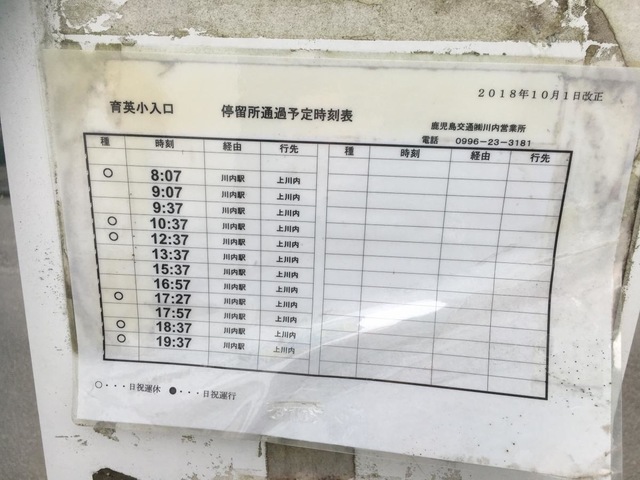 2018年10月1日改正
育英小入口 停留所通過予定時刻表
鹿児島交通㈱川内営業所
電話 0996-23-3181
種 時刻 経由 行先 種 時刻 経由 行先
○ 8:07 川内駅 上川内
9:07 川内駅 上川内
9:37 川内駅 上川内
○ 10:37 川内駅 上川内
○ 12:37 川内駅 上川内
13:37 川内駅 上川内
15:37 川内駅 上川内
16:57 川内駅 上川内
○ 17:27 川内駅 上川内
17:57 川内駅 上川内
○ 18:37 川内駅 上川内
○ 19:37 川内駅 上川内
○・・・日祝運休 ●・・・日祝運行